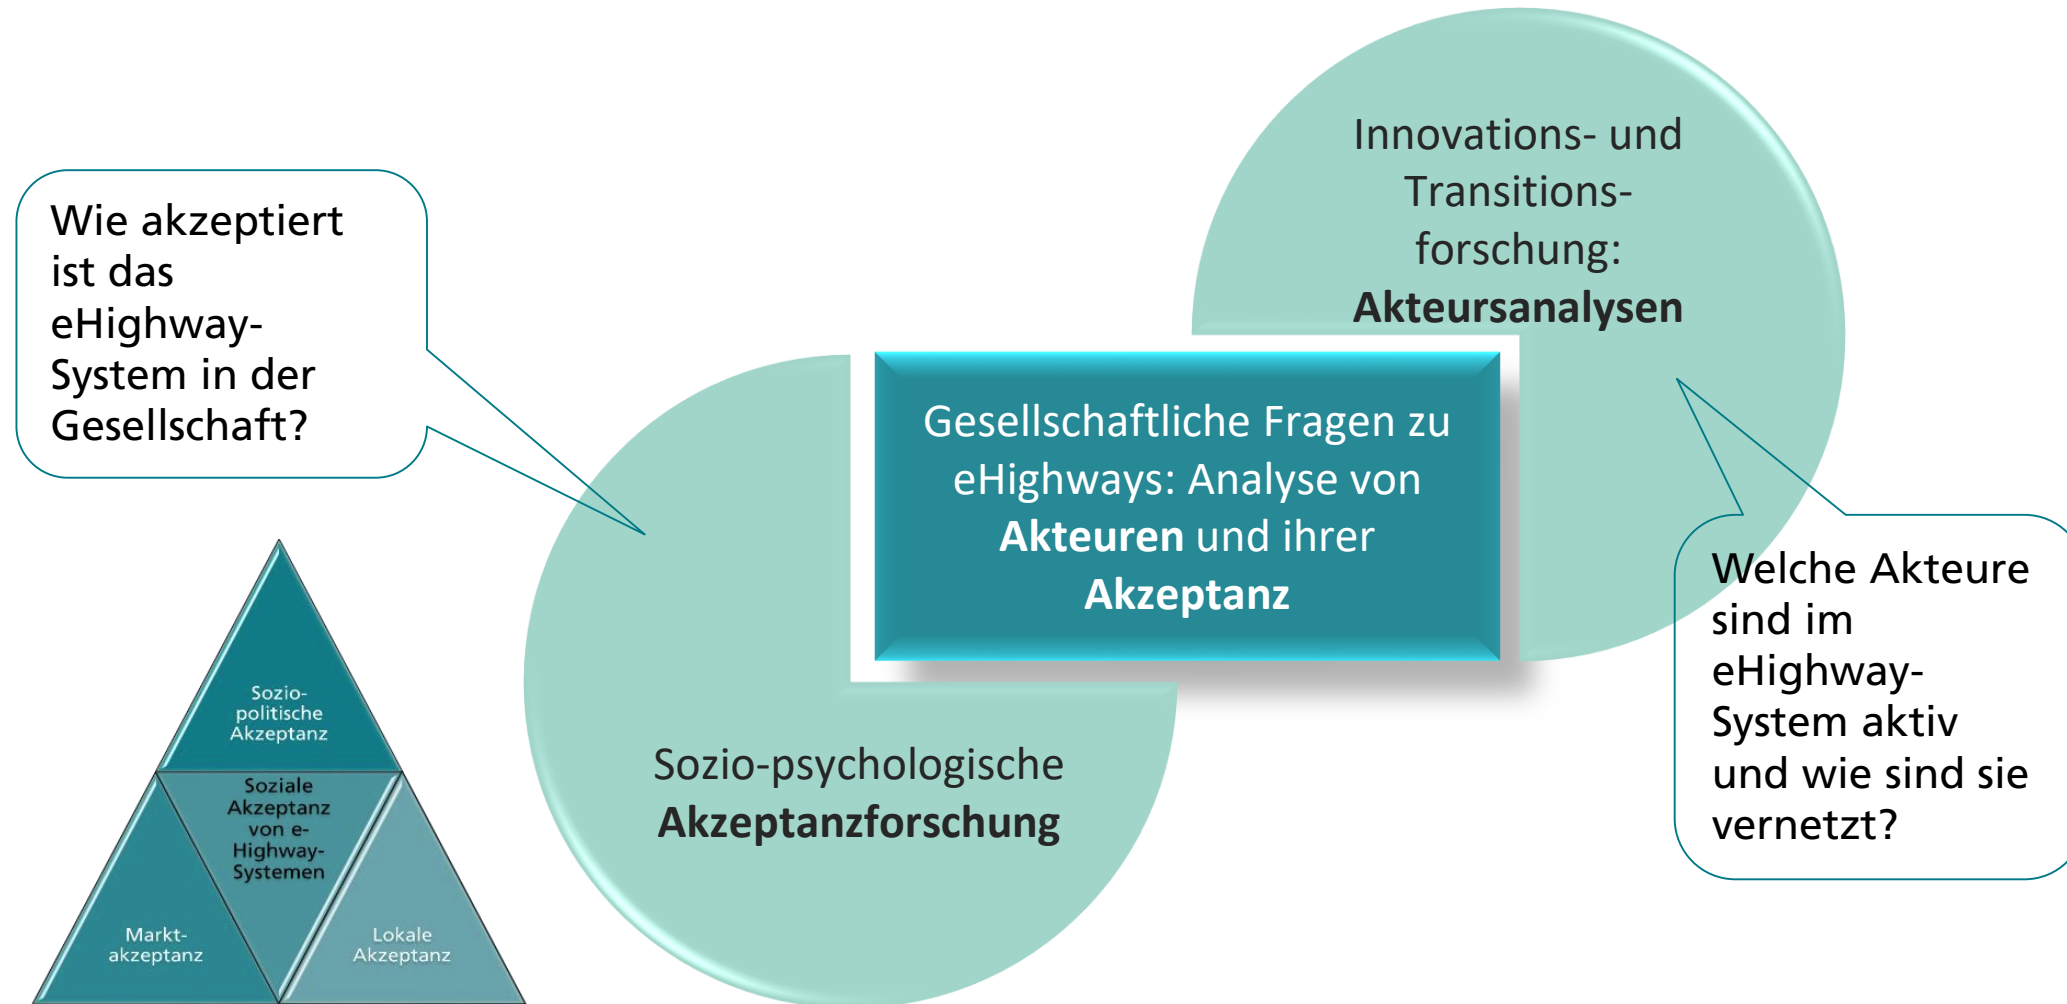 Innovations- und
Transitions-
forschung:
Akteursanalysen
Wie akzeptiert
ist das
eHighway-
System in der
Gesellschaft?
Gesellschaftliche Fragen zu
eHighways: Analyse von
Akteuren und ihrer
Akzeptanz
Welche Akteure
sind im
eHighway-
System aktiv
und wie sind sie
vernetzt?
Sozio-psychologische
Akzeptanzforschung
Sozio-
politische
Akzeptanz
Soziale
Akzeptanz
von e-
Highway-
Systemen
Markt-
akzeptanz
Lokale
Akzeptanz